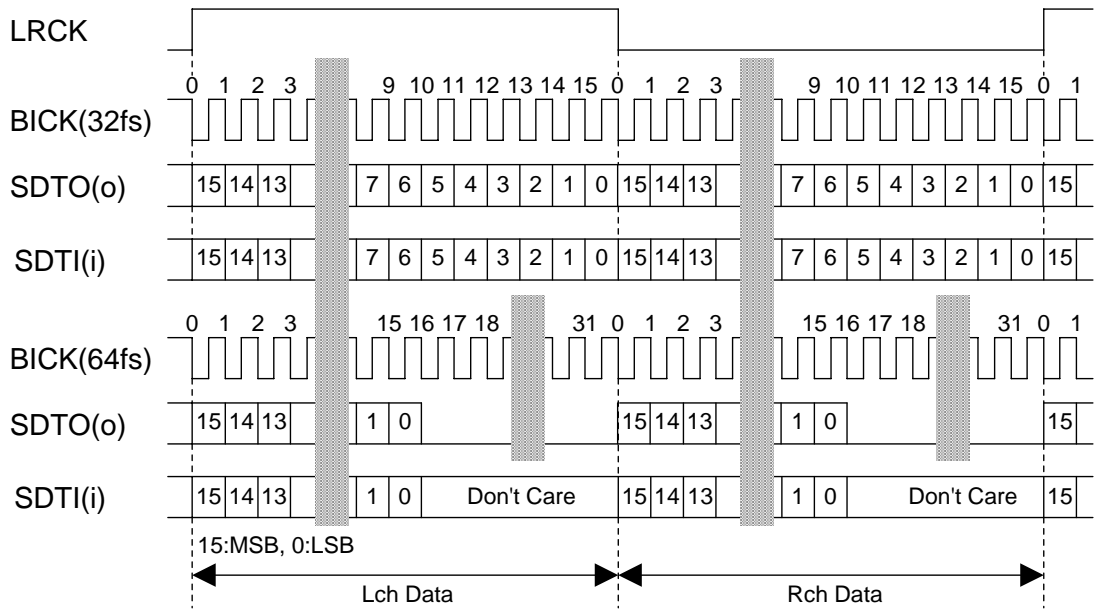 LRCK
0 1 2 3 9 10 11 12 13 14 15 0 1 2 3 9 10 11 12 13 14 15 0 1
BICK(32fs)
SDTO(o) 15 14 13 7 6 5 4 3 2 1 0 15 14 13 7 6 5 4 3 2 1 0 15
SDTI(i) 15 14 13 7 6 5 4 3 2 1 0 15 14 13 7 6 5 4 3 2 1 0 15
0 1 2 3 15 16 17 18 31 0 1 2 3 15 16 17 18 31 0 1
BICK(64fs)
SDTO(o) 15 14 13 1 0 15 14 13 1 0 15
SDTI(i) 15 14 13 1 0 Don't Care 15 14 13 1 0 Don't Care 15
15:MSB, 0:LSB
Lch Data Rch Data